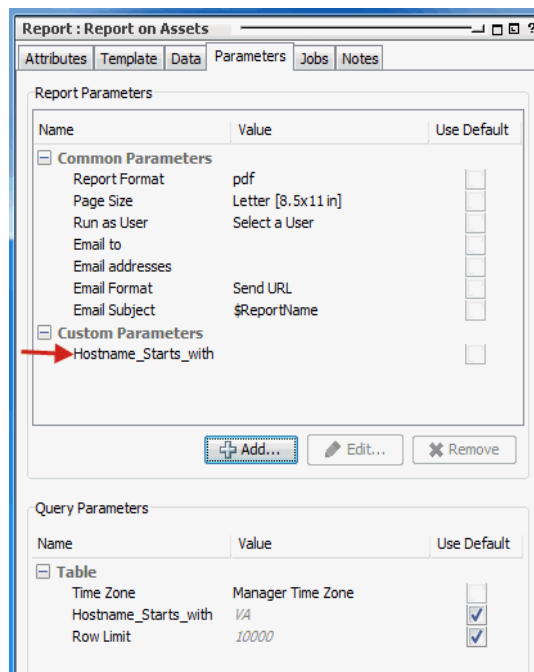 Report : Report on Assets
Attributes Template Data Parameters Jobs Notes
Report Parameters
Name Value Use Default
Common Parameters
Report Format pdf
Page Size Letter [8.5x11 in]
Run as User Select a User
Email to
Email addresses
Email Format Send URL
Email Subject $ReportName
Custom Parameters
Hostname_Starts_with
Add... Edit... Remove
Query Parameters
Name Value Use Default
Table
Time Zone Manager Time Zone
Hostname_Starts_with VA
Row Limit 10000